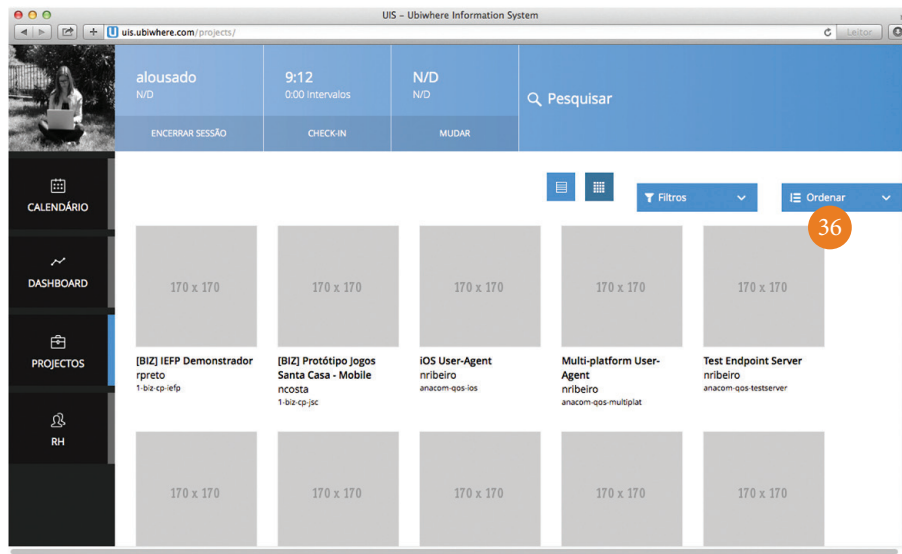 UIS – Ubiwhere Information System
uis.ubiwhere.com/projects/
Leitor
alousado
N/D
ENCERRAR SESSÃO
9:12
0:00 Intervalos
CHECK-IN
N/D
N/D
MUDAR
Pesquisar
CALENDÁRIO
DASHBOARD
PROJECTOS
RH
Filtros
Ordenar
36
170 x 170
170 x 170
170 x 170
170 x 170
170 x 170
[BIZ] IEFP Demonstrador
rpreto
1-biz-cp-iefp
[BIZ] Protótipo Jogos
Santa Casa - Mobile
ncosta
1-biz-cp-jsc
iOS User-Agent
nribeiro
anacom-qos-ios
Multi-platform User-
Agent
nribeiro
anacom-qos-multiplat
Test Endpoint Server
nribeiro
anacom-qos-testserver
170 x 170
170 x 170
170 x 170
170 x 170
170 x 170